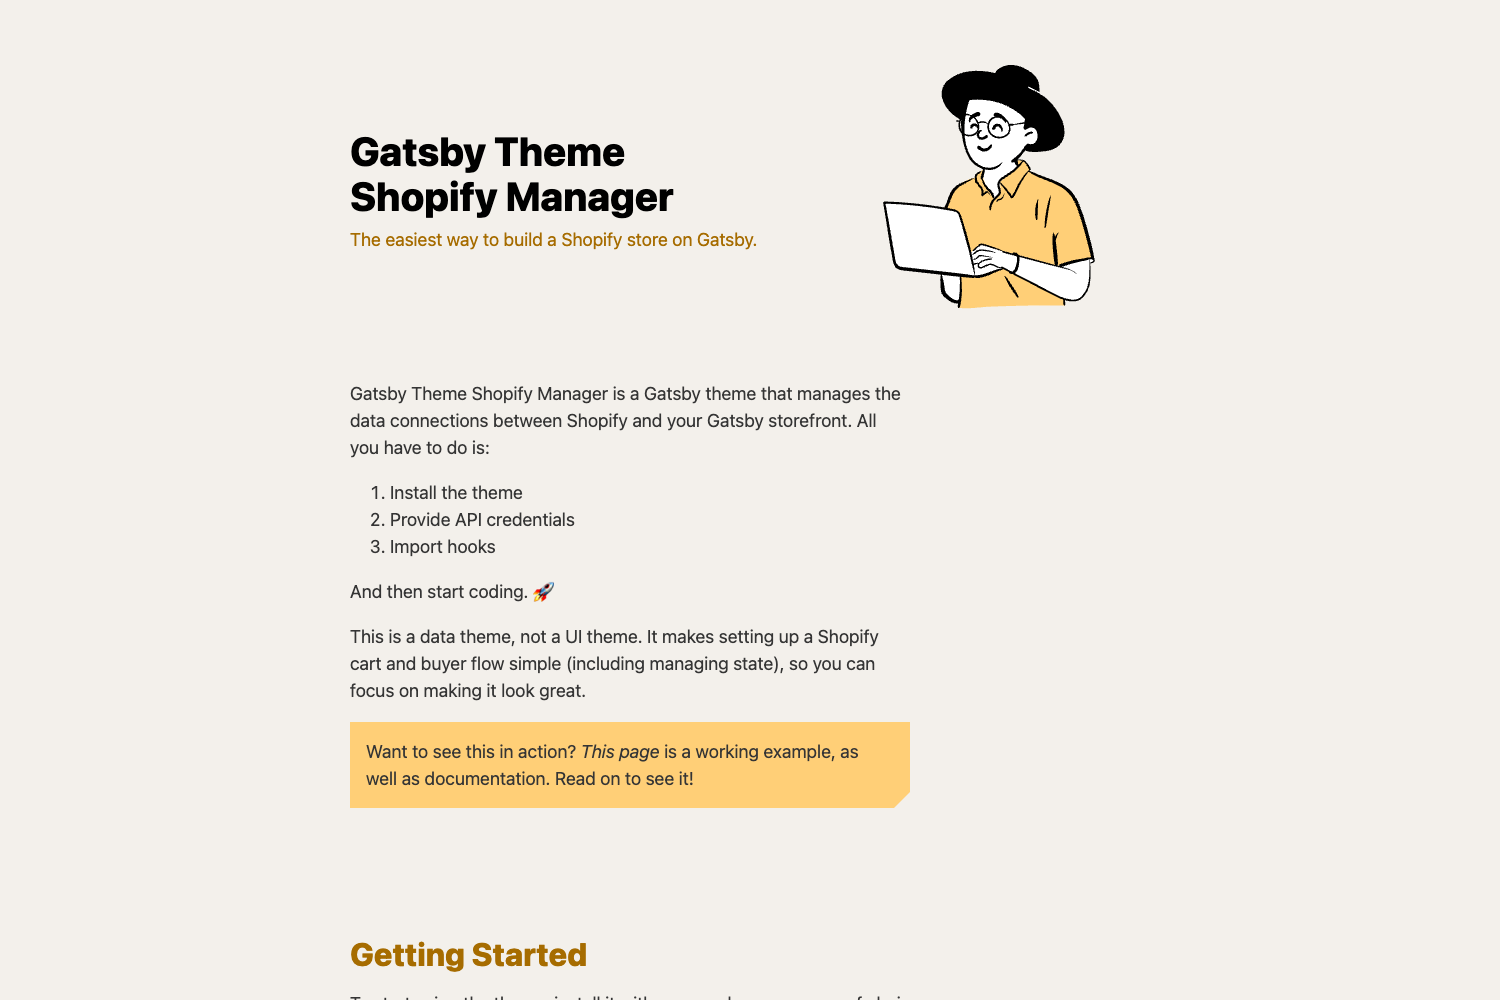 Gatsby Theme
Shopify Manager
The easiest way to build a Shopify store on Gatsby.
Gatsby Theme Shopify Manager is a Gatsby theme that manages the
data connections between Shopify and your Gatsby storefront. All
you have to do is:
1. Install the theme
2. Provide API credentials
3. Import hooks
And then start coding. 🚀
This is a data theme, not a UI theme. It makes setting up a Shopify
cart and buyer flow simple (including managing state), so you can
focus on making it look great.
Want to see this in action? This page is a working example, as
well as documentation. Read on to see it!
Getting Started